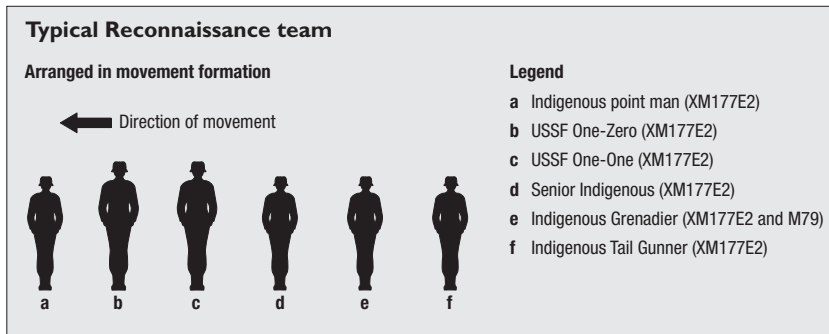 Typical Reconnaissance team
Arranged in movement formation
Direction of movement
a b c d e f
Legend
a Indigenous point man (XM177E2)
b USSF One-Zero (XM177E2)
c USSF One-One (XM177E2)
d Senior Indigenous (XM177E2)
e Indigenous Grenadier (XM177E2 and M79)
f Indigenous Tail Gunner (XM177E2)